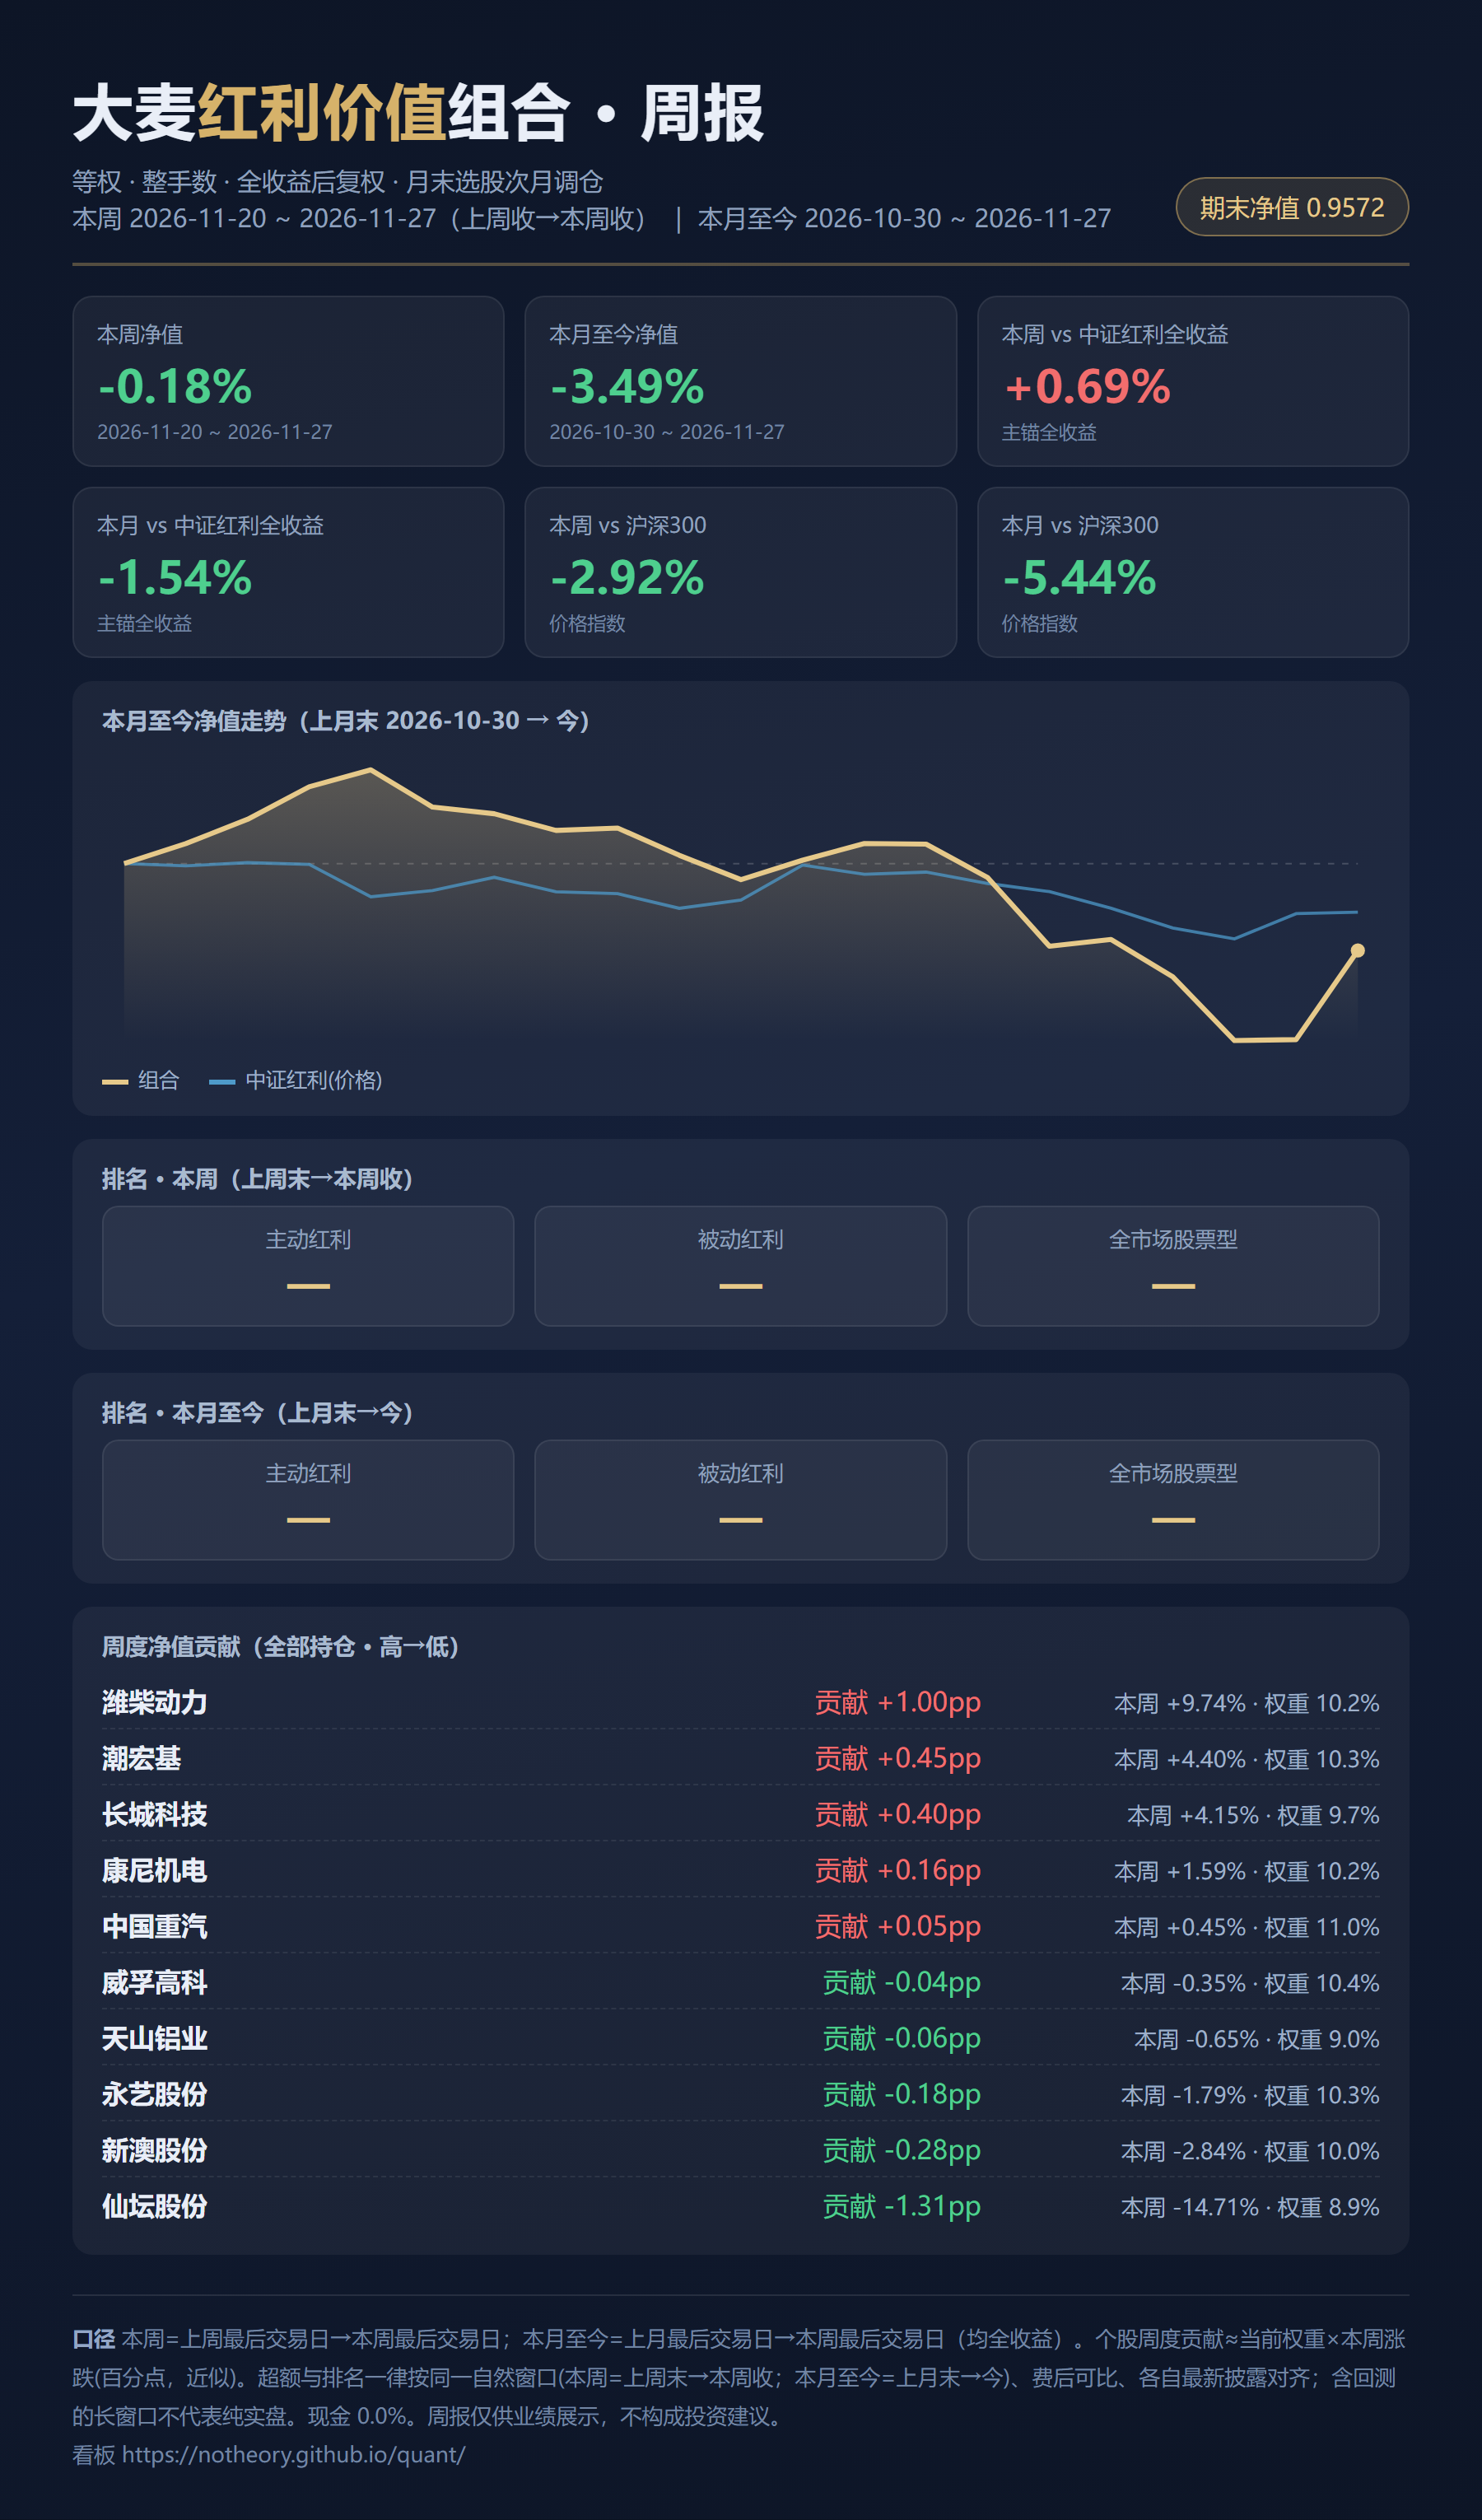 大麦红利价值组合 · 周报
等权 · 整手数 · 全收益后复权 · 月末选股次月调仓
本周 2026-11-20 ~ 2026-11-27（上周收→本周收） | 本月至今 2026-10-30 ~ 2026-11-27
期末净值 0.9572
本周净值
-0.18%
2026-11-20 ~ 2026-11-27
本月至今净值
-3.49%
2026-10-30 ~ 2026-11-27
本周 vs 中证红利全收益
+0.69%
主锚全收益
本月 vs 中证红利全收益
-1.54%
主锚全收益
本周 vs 沪深300
-2.92%
价格指数
本月 vs 沪深300
-5.44%
价格指数
本月至今净值走势（上月末 2026-10-30 → 今）
组合 中证红利(价格)
排名 · 本周（上周末→本周收）
主动红利
—
被动红利
—
全市场股票型
—
排名 · 本月至今（上月末→今）
主动红利
—
被动红利
—
全市场股票型
—
周度净值贡献（全部持仓 · 高→低）
潍柴动力 贡献 +1.00pp 本周 +9.74% · 权重 10.2%
潮宏基 贡献 +0.45pp 本周 +4.40% · 权重 10.3%
长城科技 贡献 +0.40pp 本周 +4.15% · 权重 9.7%
康尼机电 贡献 +0.16pp 本周 +1.59% · 权重 10.2%
中国重汽 贡献 +0.05pp 本周 +0.45% · 权重 11.0%
威孚高科 贡献 -0.04pp 本周 -0.35% · 权重 10.4%
天山铝业 贡献 -0.06pp 本周 -0.65% · 权重 9.0%
永艺股份 贡献 -0.18pp 本周 -1.79% · 权重 10.3%
新澳股份 贡献 -0.28pp 本周 -2.84% · 权重 10.0%
仙坛股份 贡献 -1.31pp 本周 -14.71% · 权重 8.9%
口径 本周=上周最后交易日→本周最后交易日；本月至今=上月最后交易日→本周最后交易日（均全收益）。个股周度贡献≈当前权重×本周涨
跌(百分点，近似)。超额与排名一律按同一自然窗口(本周=上周末→本周收；本月至今=上月末→今)、费后可比、各自最新披露对齐；含回测
的长窗口不代表纯实盘。现金 0.0%。周报仅供业绩展示，不构成投资建议。
看板 https://notheory.github.io/quant/